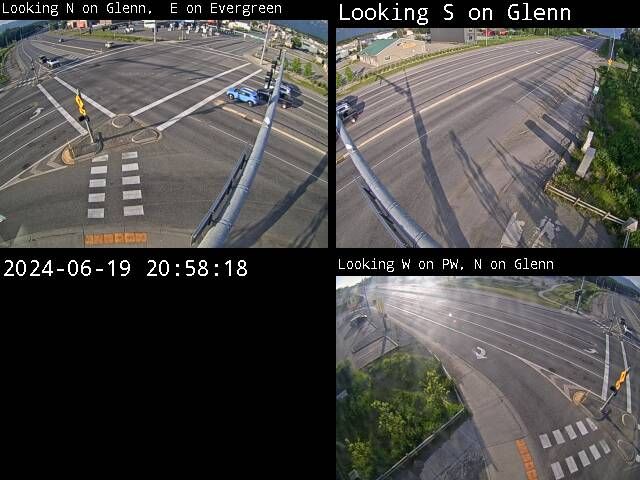 Looking N on Glenn,  E on Evergreen
Looking S on Glenn
2024-06-19 20:58:18
Looking W on PW, N on Glenn